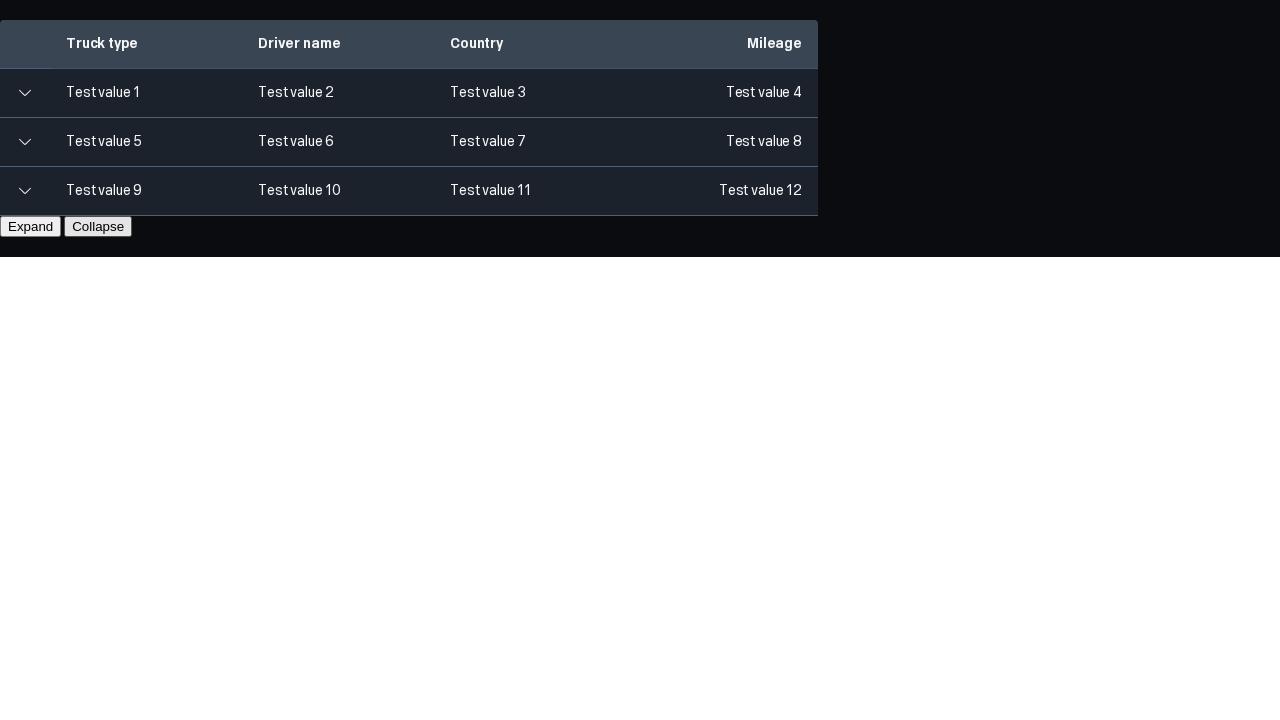 Truck type Driver name Country Mileage
Test value 1 Test value 2 Test value 3 Test value 4
Test value 5 Test value 6 Test value 7 Test value 8
Test value 9 Test value 10 Test value 11 Test value 12
Expand Collapse